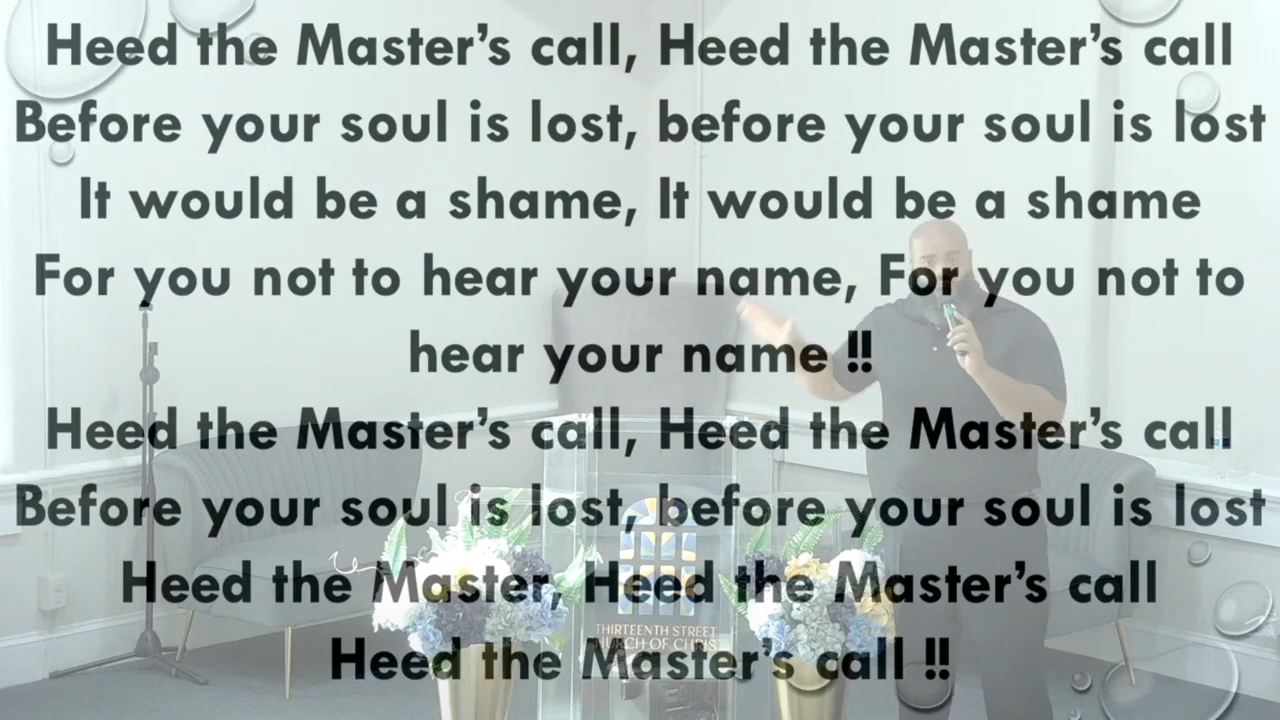 Heed the Master’s call, Heed the Master’s call
Before your soul is lost, before your soul is lost
It would be a shame, It would be a shame
For you not to hear your name, For you not to
hear your name !!
Heed the Master’s call, Heed the Master’s call
Before your soul is lost, before your soul is lost
Heed the Master, Heed the Master’s call
THIRTEENTH STREET
CHURCH OF CHRIST
Heed the Master’s call !!